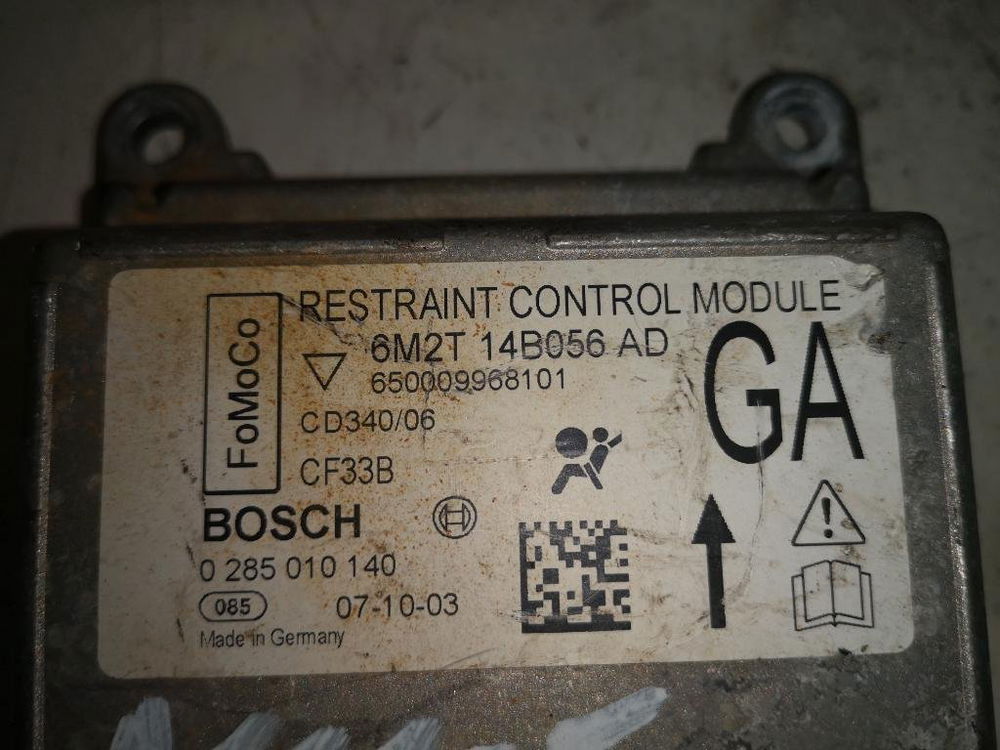 RESTRAINT CONTROL MODULE
FoMoCo
6M2T 14B056 AD
650009968101
GA
CD340/06
CF33B
BOSCH
0 285 010 140
085 07-10-03
Made in Germany